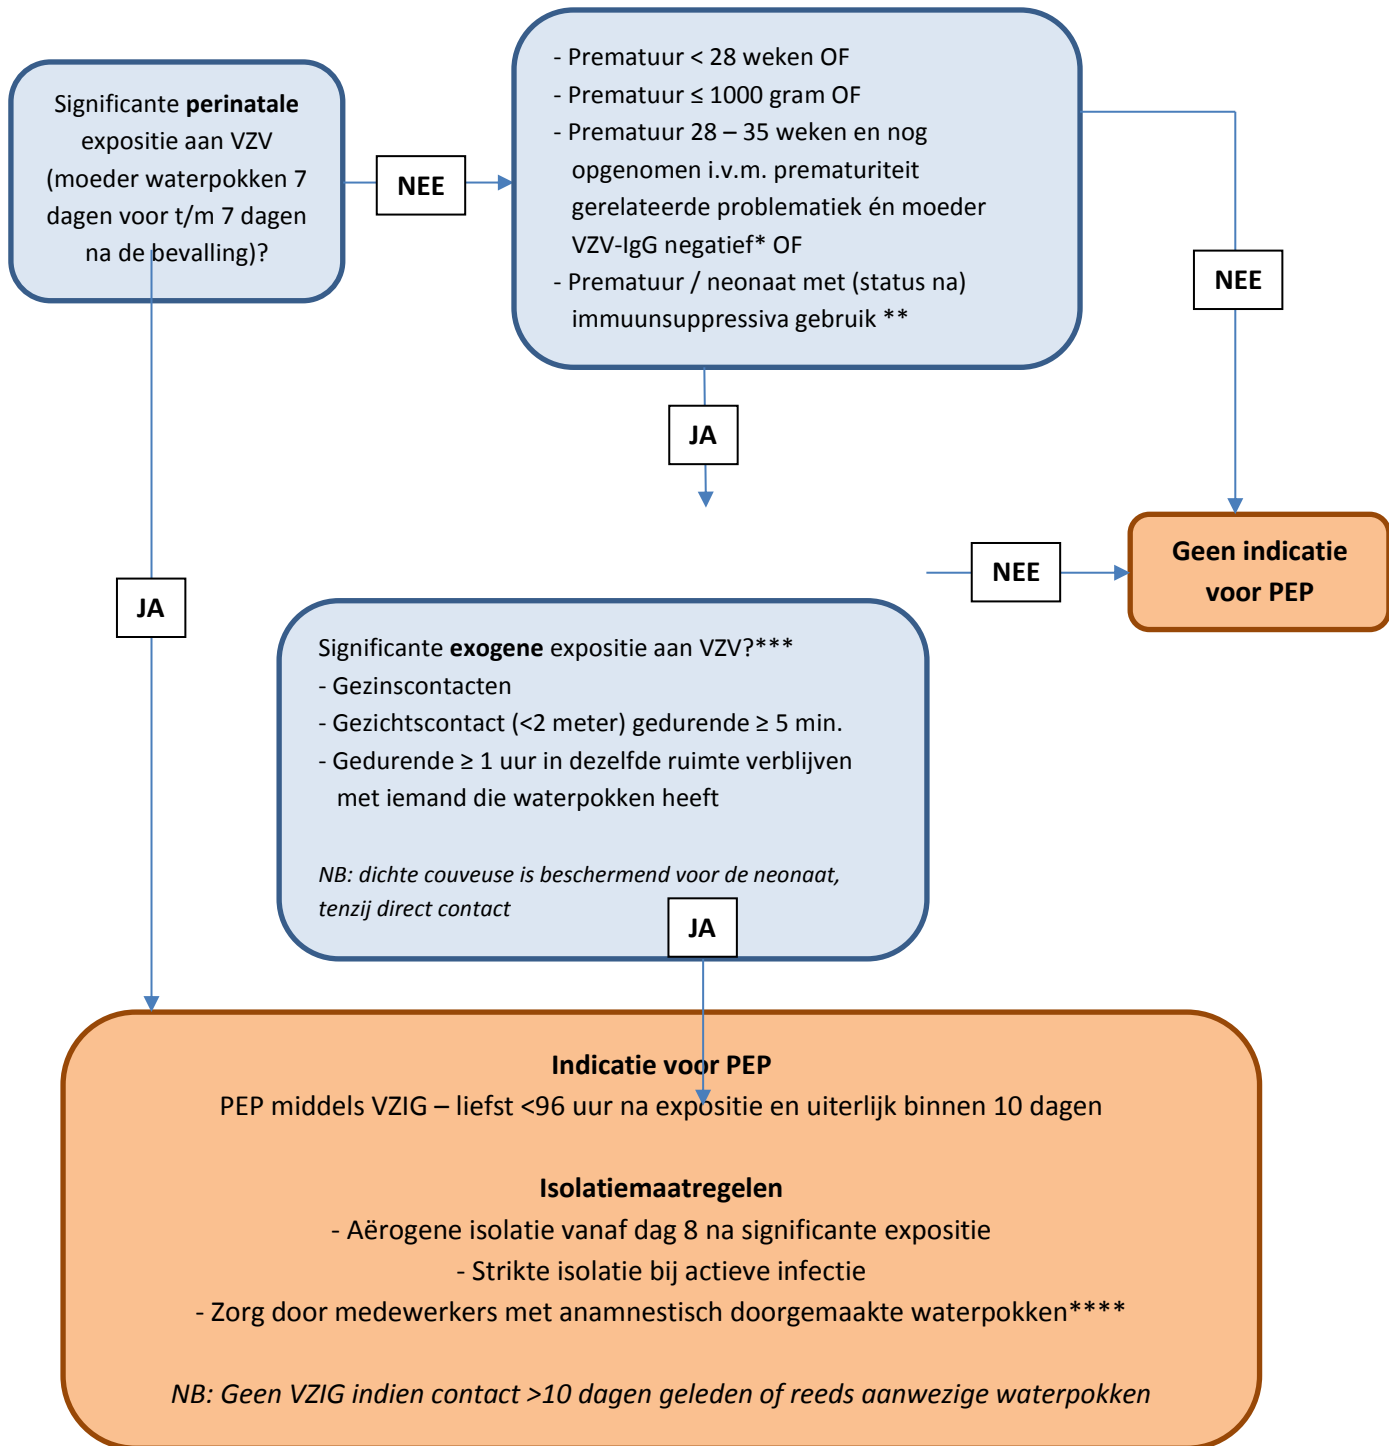 Significante perinatale
expositie aan VZV
(moeder waterpokken 7
dagen voor t/m 7 dagen
na de bevalling)?
NEE
- Prematuur < 28 weken OF
- Prematuur ≤ 1000 gram OF
- Prematuur 28 – 35 weken en nog
opgenomen i.v.m. prematuriteit
gerelateerde problematiek én moeder
VZV-IgG negatief* OF
- Prematuur / neonaat met (status na)
immuunsuppressiva gebruik **
NEE
JA
NEE
Geen indicatie
voor PEP
JA
Significante exogene expositie aan VZV?***
- Gezinscontacten
- Gezichtscontact (<2 meter) gedurende ≥ 5 min.
- Gedurende ≥ 1 uur in dezelfde ruimte verblijven
met iemand die waterpokken heeft
NB: dichte couveuse is beschermend voor de neonaat,
tenzij direct contact
JA
Indicatie voor PEP
PEP middels VZIG – liefst <96 uur na expositie en uiterlijk binnen 10 dagen
Isolatiemaatregelen
- Aërogene isolatie vanaf dag 8 na significante expositie
- Strikte isolatie bij actieve infectie
- Zorg door medewerkers met anamnestisch doorgemaakte waterpokken****
NB: Geen VZIG indien contact >10 dagen geleden of reeds aanwezige waterpokken